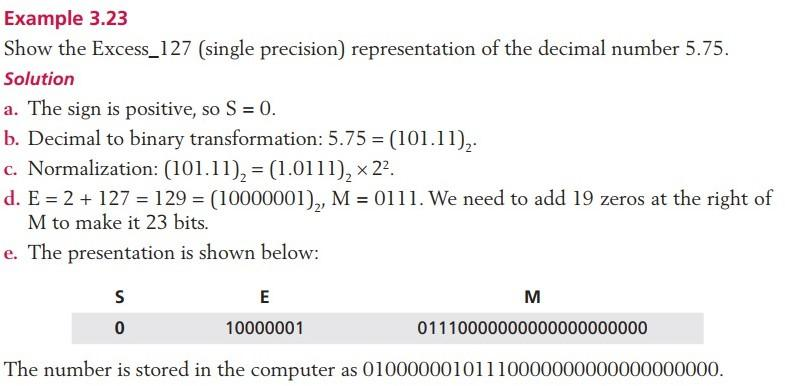 Example 3.23
Show the Excess_127 (single precision) representation of the decimal number 5.75.
Solution
a. The sign is positive, so S = 0.
b. Decimal to binary transformation: 5.75 = (101.11)₂.
c. Normalization: (101.11)₂ = (1.0111)₂ × 2².
d. E = 2 + 127 = 129 = (10000001)₂, M = 0111. We need to add 19 zeros at the right of
M to make it 23 bits.
e. The presentation is shown below:
S E M
0 10000001 01110000000000000000000
The number is stored in the computer as 01000000101110000000000000000000.